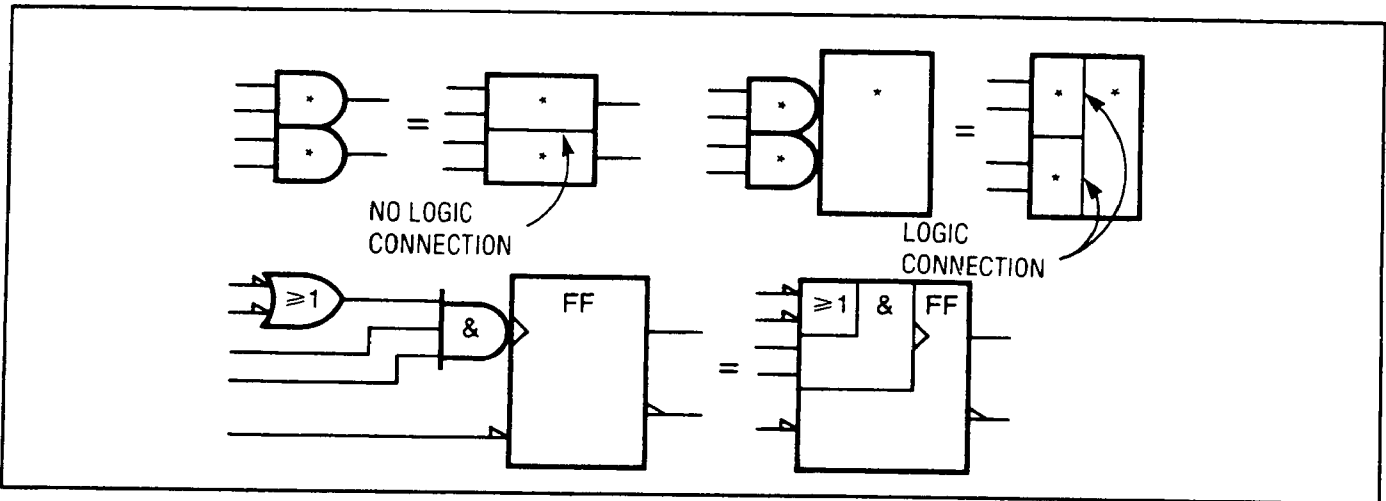 * = *
* *
NO LOGIC
CONNECTION
* * = * *
* *
LOGIC
CONNECTION
≥1 & FF = ≥1 & FF